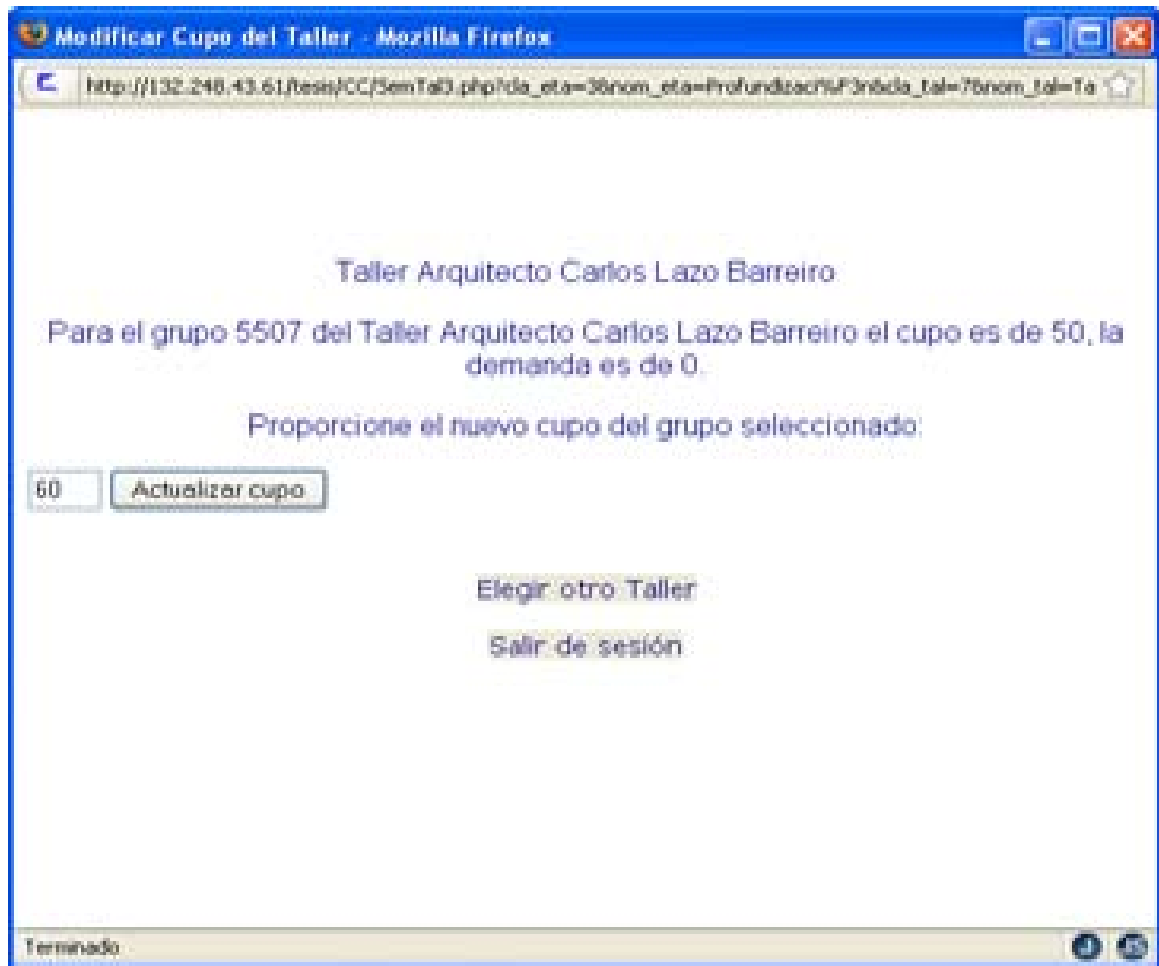 Modificar Cupo del Taller - Mozilla Firefox
http://132.248.43.61/tesis/CC/SemTal3.php?cla_eta=3&nom_eta=Profundizaci%F3n&cla_tal=7&nom_tal=Ta
Taller Arquitecto Carlos Lazo Barreiro
Para el grupo 5507 del Taller Arquitecto Carlos Lazo Barreiro el cupo es de 50, la
demanda es de 0.
Proporcione el nuevo cupo del grupo seleccionado:
60 Actualizar cupo
Elegir otro Taller
Salir de sesión
Terminado